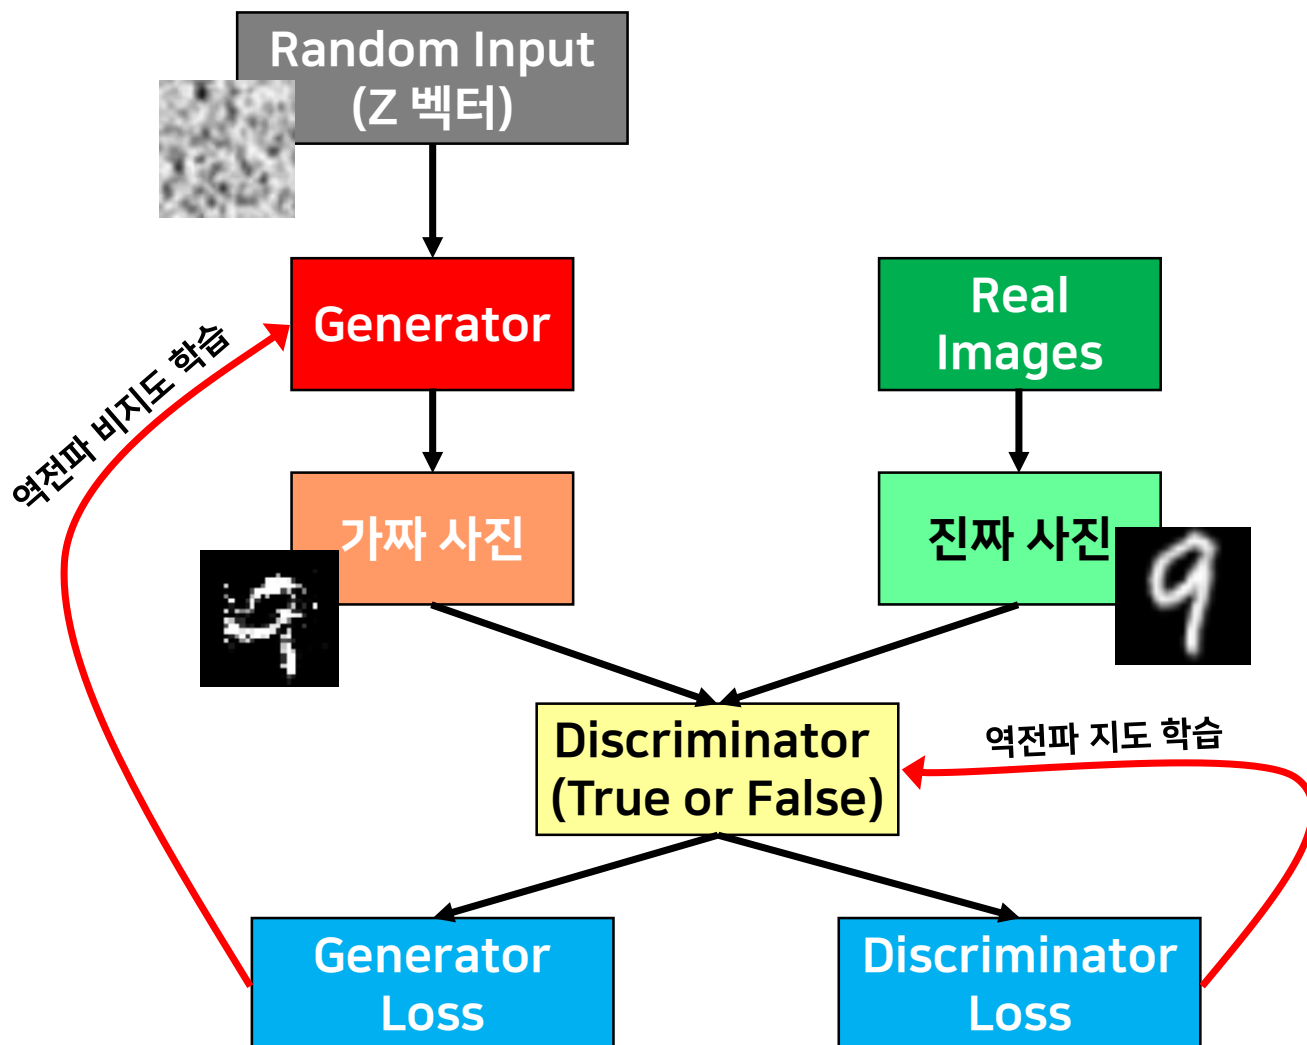 Random Input
(Z 벡터)
Generator
Real
Images
역전파 비지도 학습
가짜 사진
진짜 사진
Discriminator
(True or False)
역전파 지도 학습
Generator
Loss
Discriminator
Loss